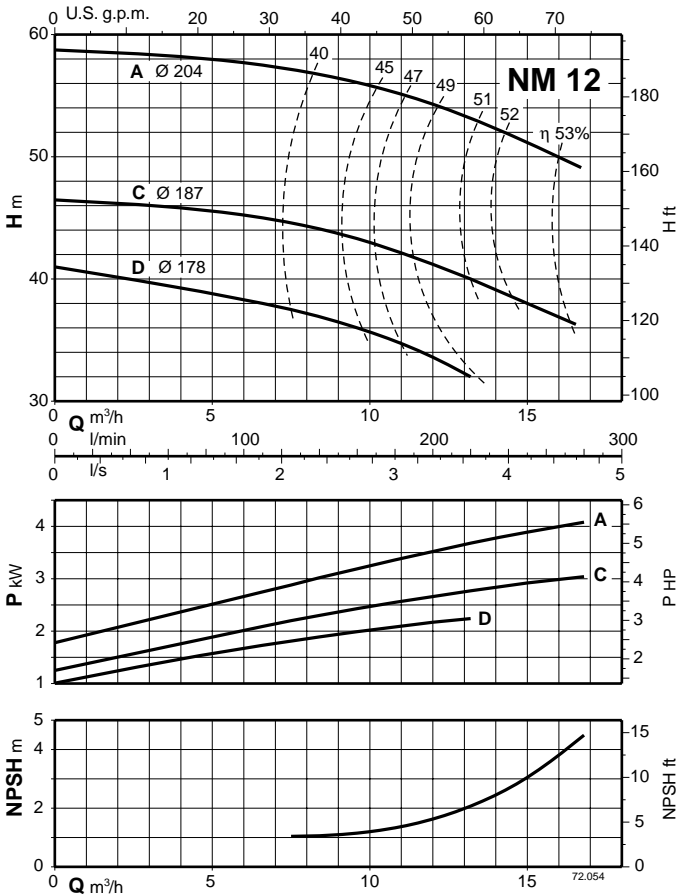 0 U.S. g.p.m. 10 20 30 40 50 60 70
60
50
40
30
H m
180
160
140
120
100
H ft
NM 12
A Ø 204
C Ø 187
D Ø 178
40
45
47
49
51
52
η 53%
0 Q m³/h 5 10 15
0 l/min 100 200 300
0 l/s 1 2 3 4 5
4
3
2
1
P kW
6
5
4
3
2
P HP
A
C
D
5
4
2
0
NPSH m
15
10
5
0
NPSH ft
72.054
0 Q m³/h 5 10 15